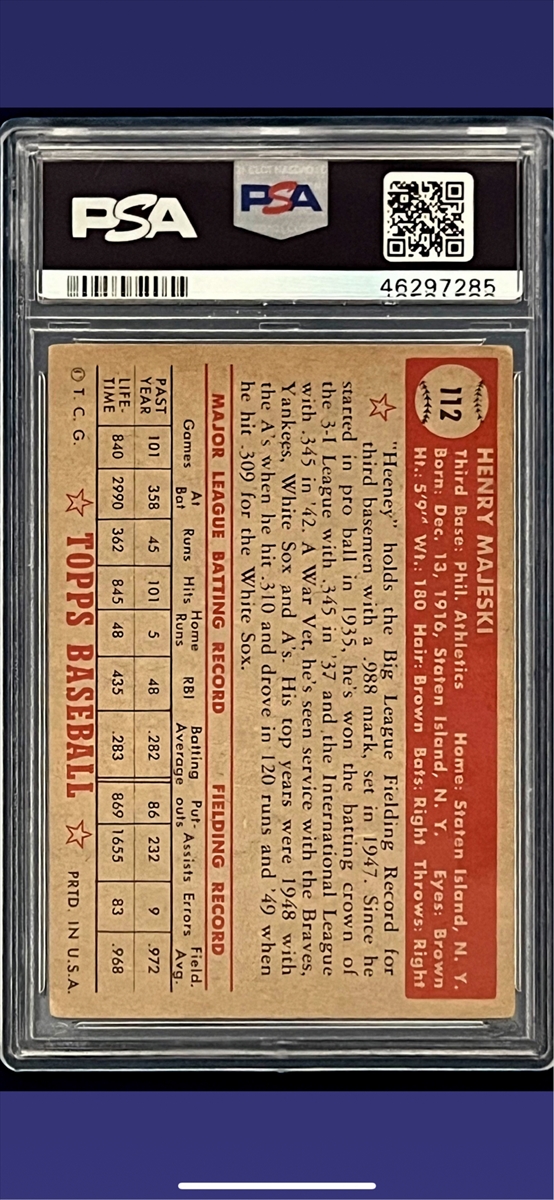 PSA
PSA
46297285
112
HENRY MAJESKI
Third Base: Phil. Athletics Home: Staten Island, N. Y.
Born: Dec. 13, 1916, Staten Island, N. Y. Eyes: Brown
Ht.: 5'9" Wt.: 180 Hair: Brown Bats: Right Throws: Right
"Heeney" holds the Big League Fielding Record for
third basemen with a .988 mark, set in 1947. Since he
started in pro ball in 1935, he's won the batting crown of
the 3-I League with .345 in '37 and the International League
with .345 in '42. A War Vet, he's seen service with the Braves,
Yankees, White Sox and A's. His top years were 1948 with
the A's when he hit .310 and drove in 120 runs and '49 when
he hit .309 for the White Sox.
MAJOR LEAGUE BATTING RECORD FIELDING RECORD
Games At Bat Runs Hits Home Runs RBI Batting Average Put-outs Assists Errors Field. Avg.
PAST YEAR 101 358 45 101 5 48 .282 86 232 9 .972
LIFE-TIME 840 2990 362 845 48 435 .283 869 1655 83 .968
© T. C. G. TOPPS BASEBALL PRTD. IN U.S.A.